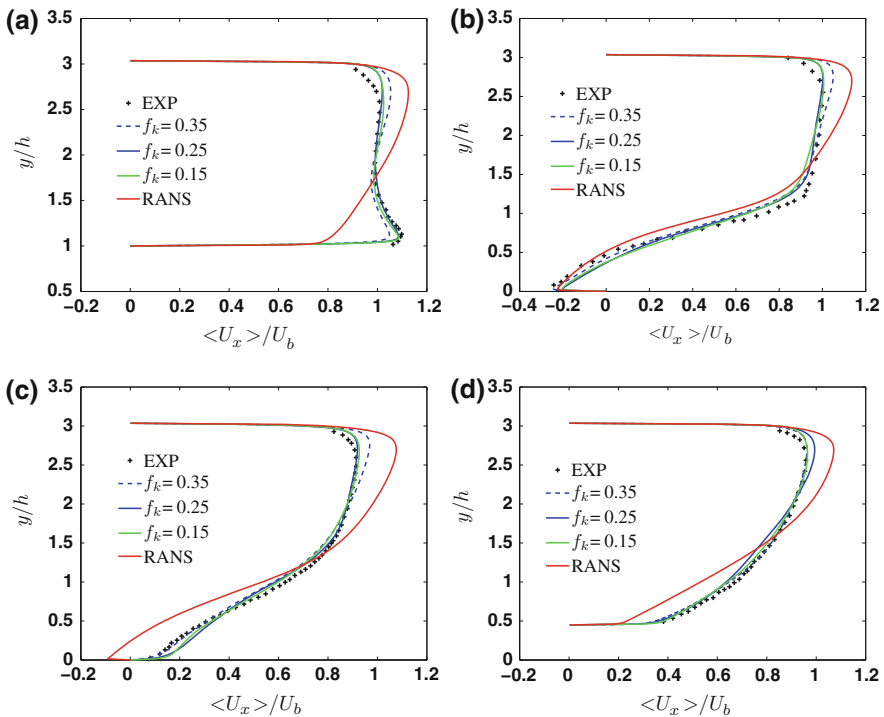 (a)
3.5
3
2.5
2
1.5
1
0.5
y/h
EXP
f_k = 0.35
f_k = 0.25
f_k = 0.15
RANS
−0.2 0 0.2 0.4 0.6 0.8 1 1.2
<U_x>/U_b
(b)
3.5
3
2.5
2
1.5
1
0.5
0
y/h
EXP
f_k = 0.35
f_k = 0.25
f_k = 0.15
RANS
−0.4 −0.2 0 0.2 0.4 0.6 0.8 1 1.2
<U_x>/U_b
(c)
3.5
3
2.5
2
1.5
1
0.5
0
y/h
EXP
f_k = 0.35
f_k = 0.25
f_k = 0.15
RANS
−0.2 0 0.2 0.4 0.6 0.8 1 1.2
<U_x>/U_b
(d)
3.5
3
2.5
2
1.5
1
0.5
0
y/h
EXP
f_k = 0.35
f_k = 0.25
f_k = 0.15
RANS
−0.2 0 0.2 0.4 0.6 0.8 1 1.2
<U_x>/U_b